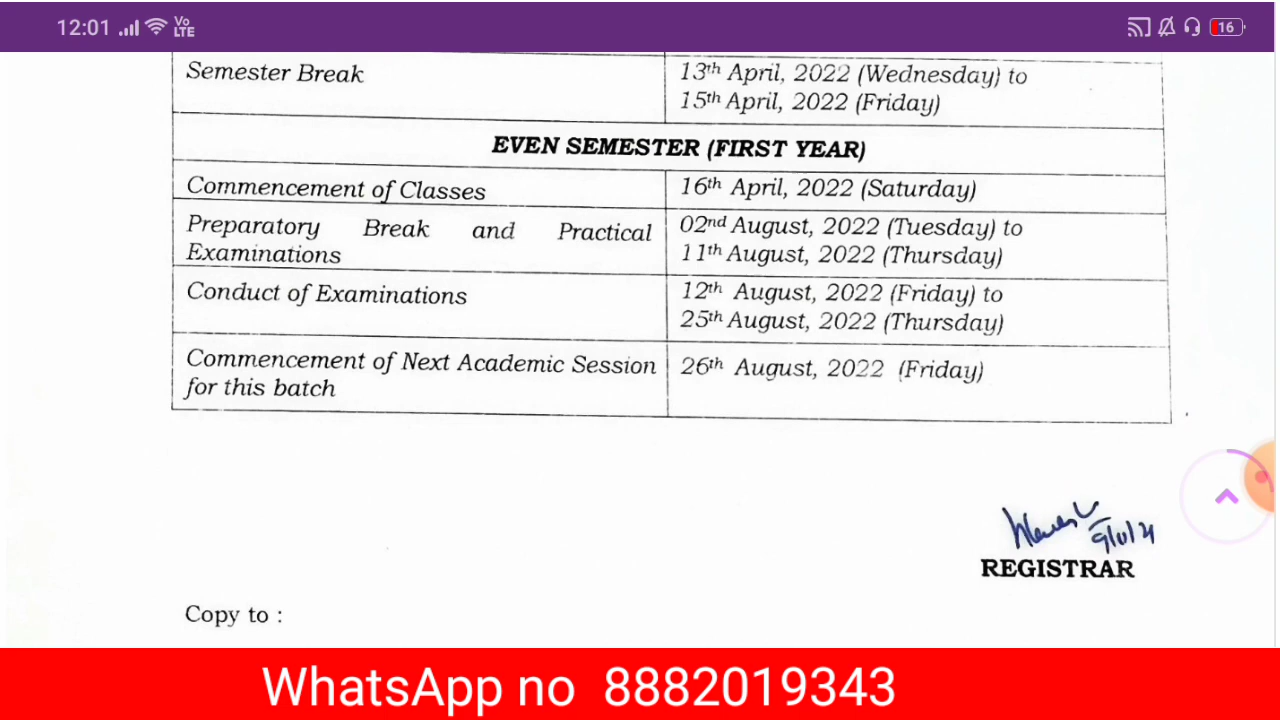 12:01 Vo LTE 16
Semester Break
13th April, 2022 (Wednesday) to
15th April, 2022 (Friday)
EVEN SEMESTER (FIRST YEAR)
Commencement of Classes
16th April, 2022 (Saturday)
Preparatory Break and Practical
Examinations
02nd August, 2022 (Tuesday) to
11th August, 2022 (Thursday)
Conduct of Examinations
12th August, 2022 (Friday) to
25th August, 2022 (Thursday)
Commencement of Next Academic Session
for this batch
26th August, 2022 (Friday)
REGISTRAR
Copy to :
WhatsApp no 8882019343